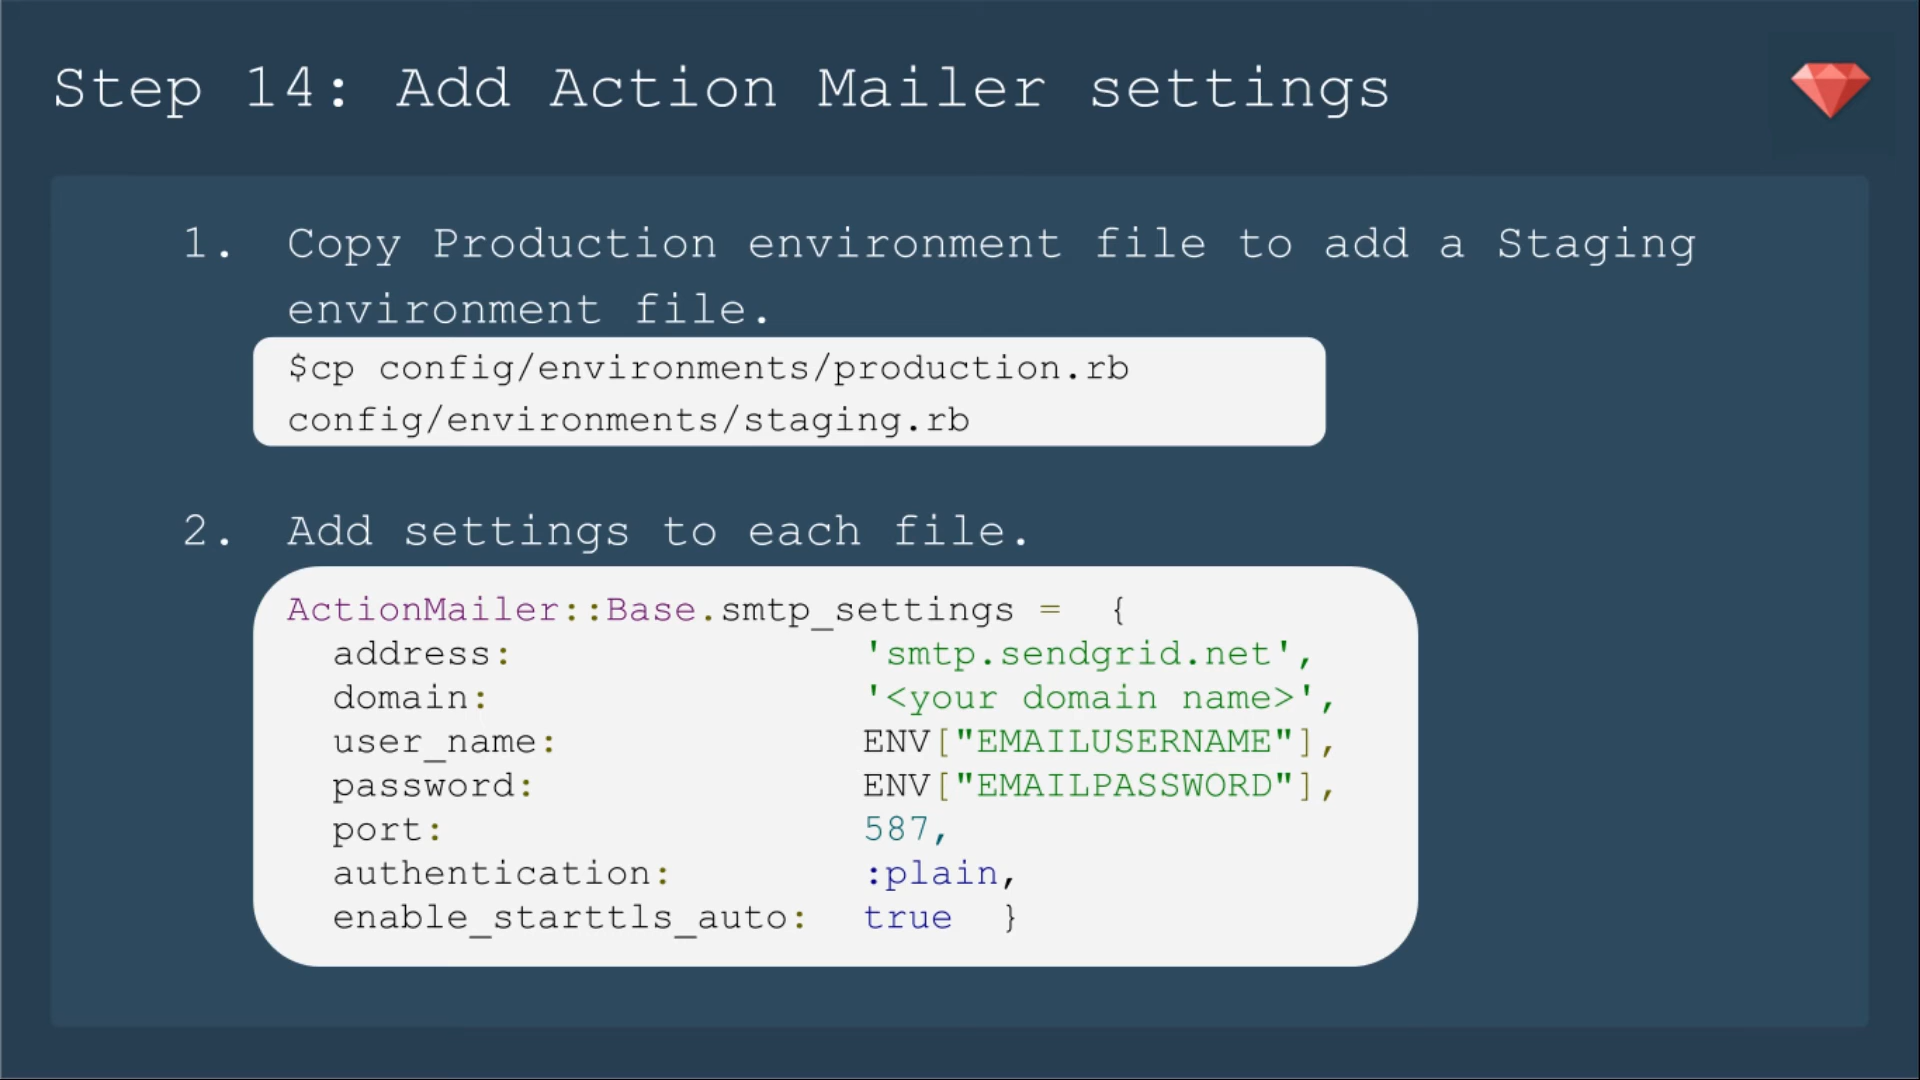 Step 14: Add Action Mailer settings
1. Copy Production environment file to add a Staging
environment file.
$cp config/environments/production.rb
config/environments/staging.rb
2. Add settings to each file.
ActionMailer::Base.smtp_settings =  {
  address:                'smtp.sendgrid.net',
  domain:                 '<your domain name>',
  user_name:              ENV["EMAILUSERNAME"],
  password:               ENV["EMAILPASSWORD"],
  port:                   587,
  authentication:         :plain,
  enable_starttls_auto:   true  }